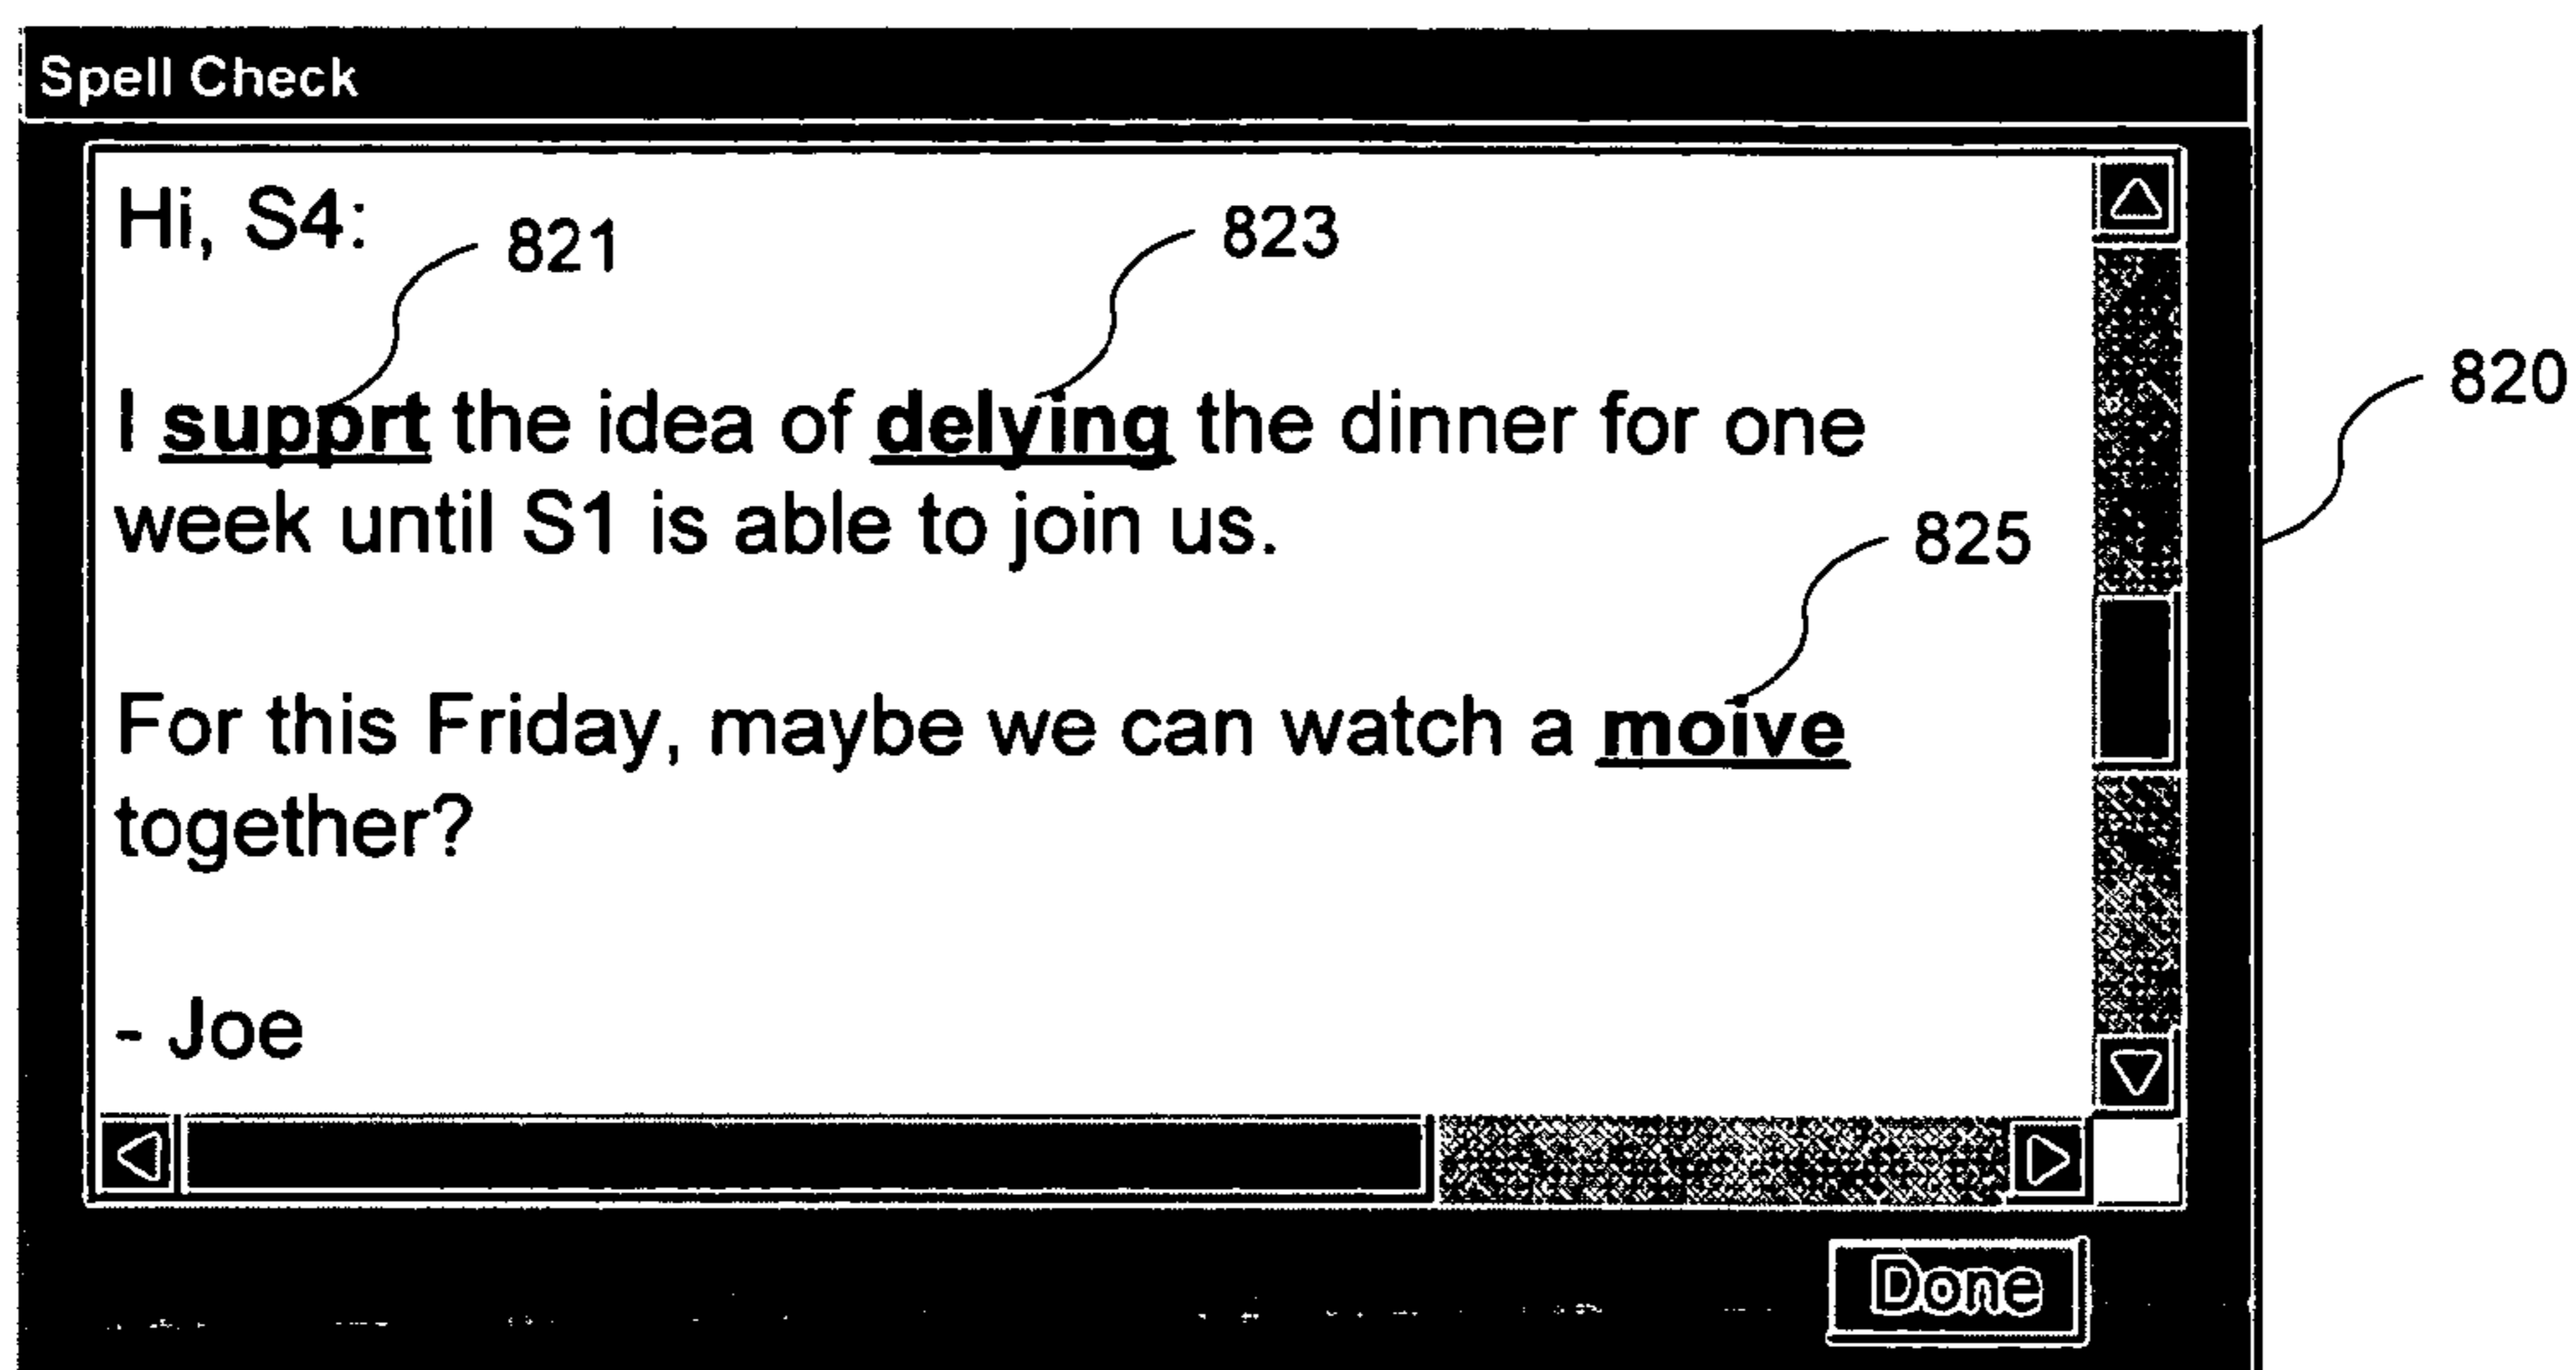 Spell Check
Hi, S4:
821
823
I supprt the idea of delying the dinner for one
820
week until S1 is able to join us.
825
For this Friday, maybe we can watch a moive
together?
- Joe
Done